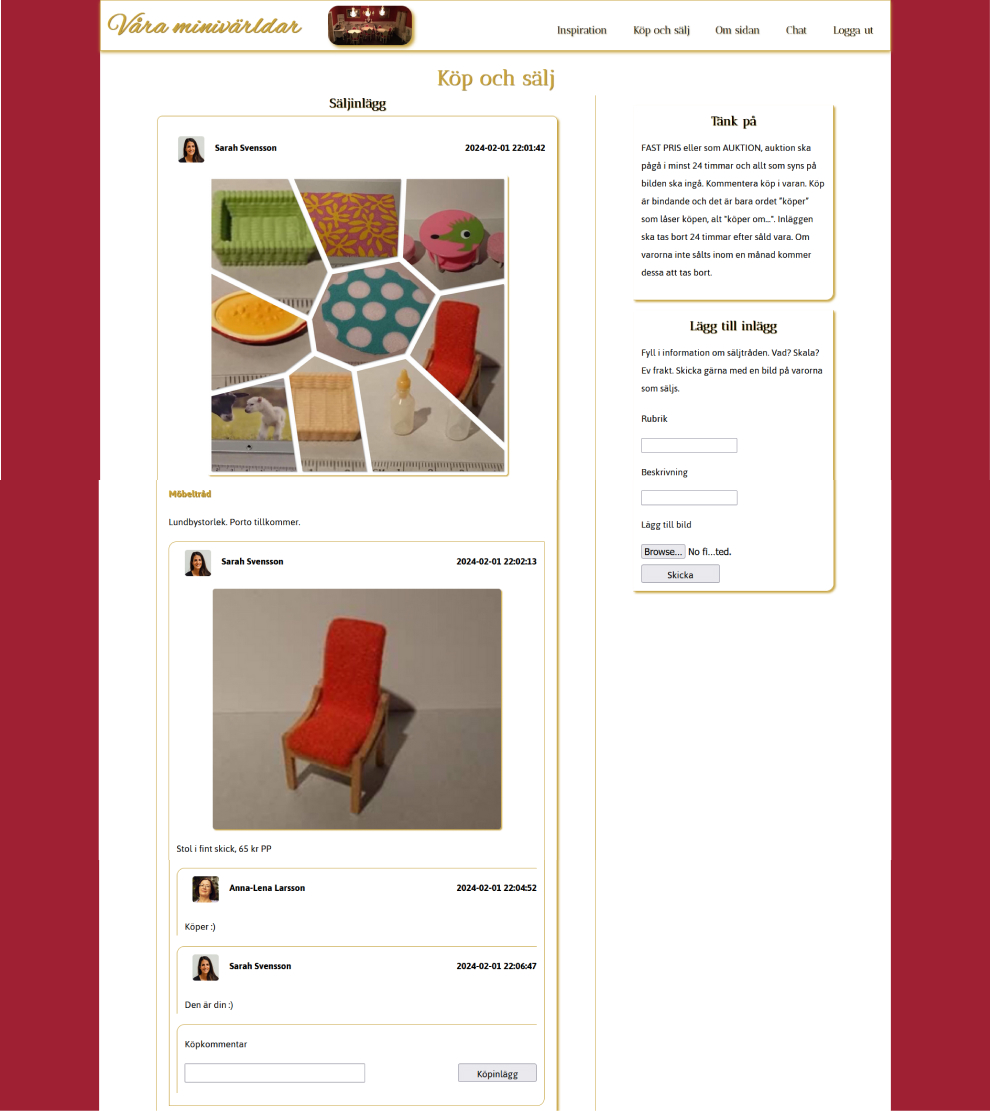 Våra minivärldar
Inspiration
Köp och sälj
Om sidan
Chat
Logga ut
Köp och sälj
Säljinlägg
Sarah Svensson
2024-02-01 22:01:42
Möbeltråd
Lundbystorlek. Porto tillkommer.
Sarah Svensson
2024-02-01 22:02:13
Stol i fint skick, 65 kr PP
Anna-Lena Larsson
2024-02-01 22:04:52
Köper :)
Sarah Svensson
2024-02-01 22:06:47
Den är din :)
Köpkommentar
Köpinlägg
Tänk på
FAST PRIS eller som AUKTION, auktion ska
pågå i minst 24 timmar och allt som syns på
bilden ska ingå. Kommentera köp i varan. Köp
är bindande och det är bara ordet "köper"
som låser köpen, alt "köper om...". Inläggen
ska tas bort 24 timmar efter såld vara. Om
varorna inte sålts inom en månad kommer
dessa att tas bort.
Lägg till inlägg
Fyll i information om säljtråden. Vad? Skala?
Ev frakt. Skicka gärna med en bild på varorna
som säljs.
Rubrik
Beskrivning
Lägg till bild
Browse... No fi...ted.
Skicka